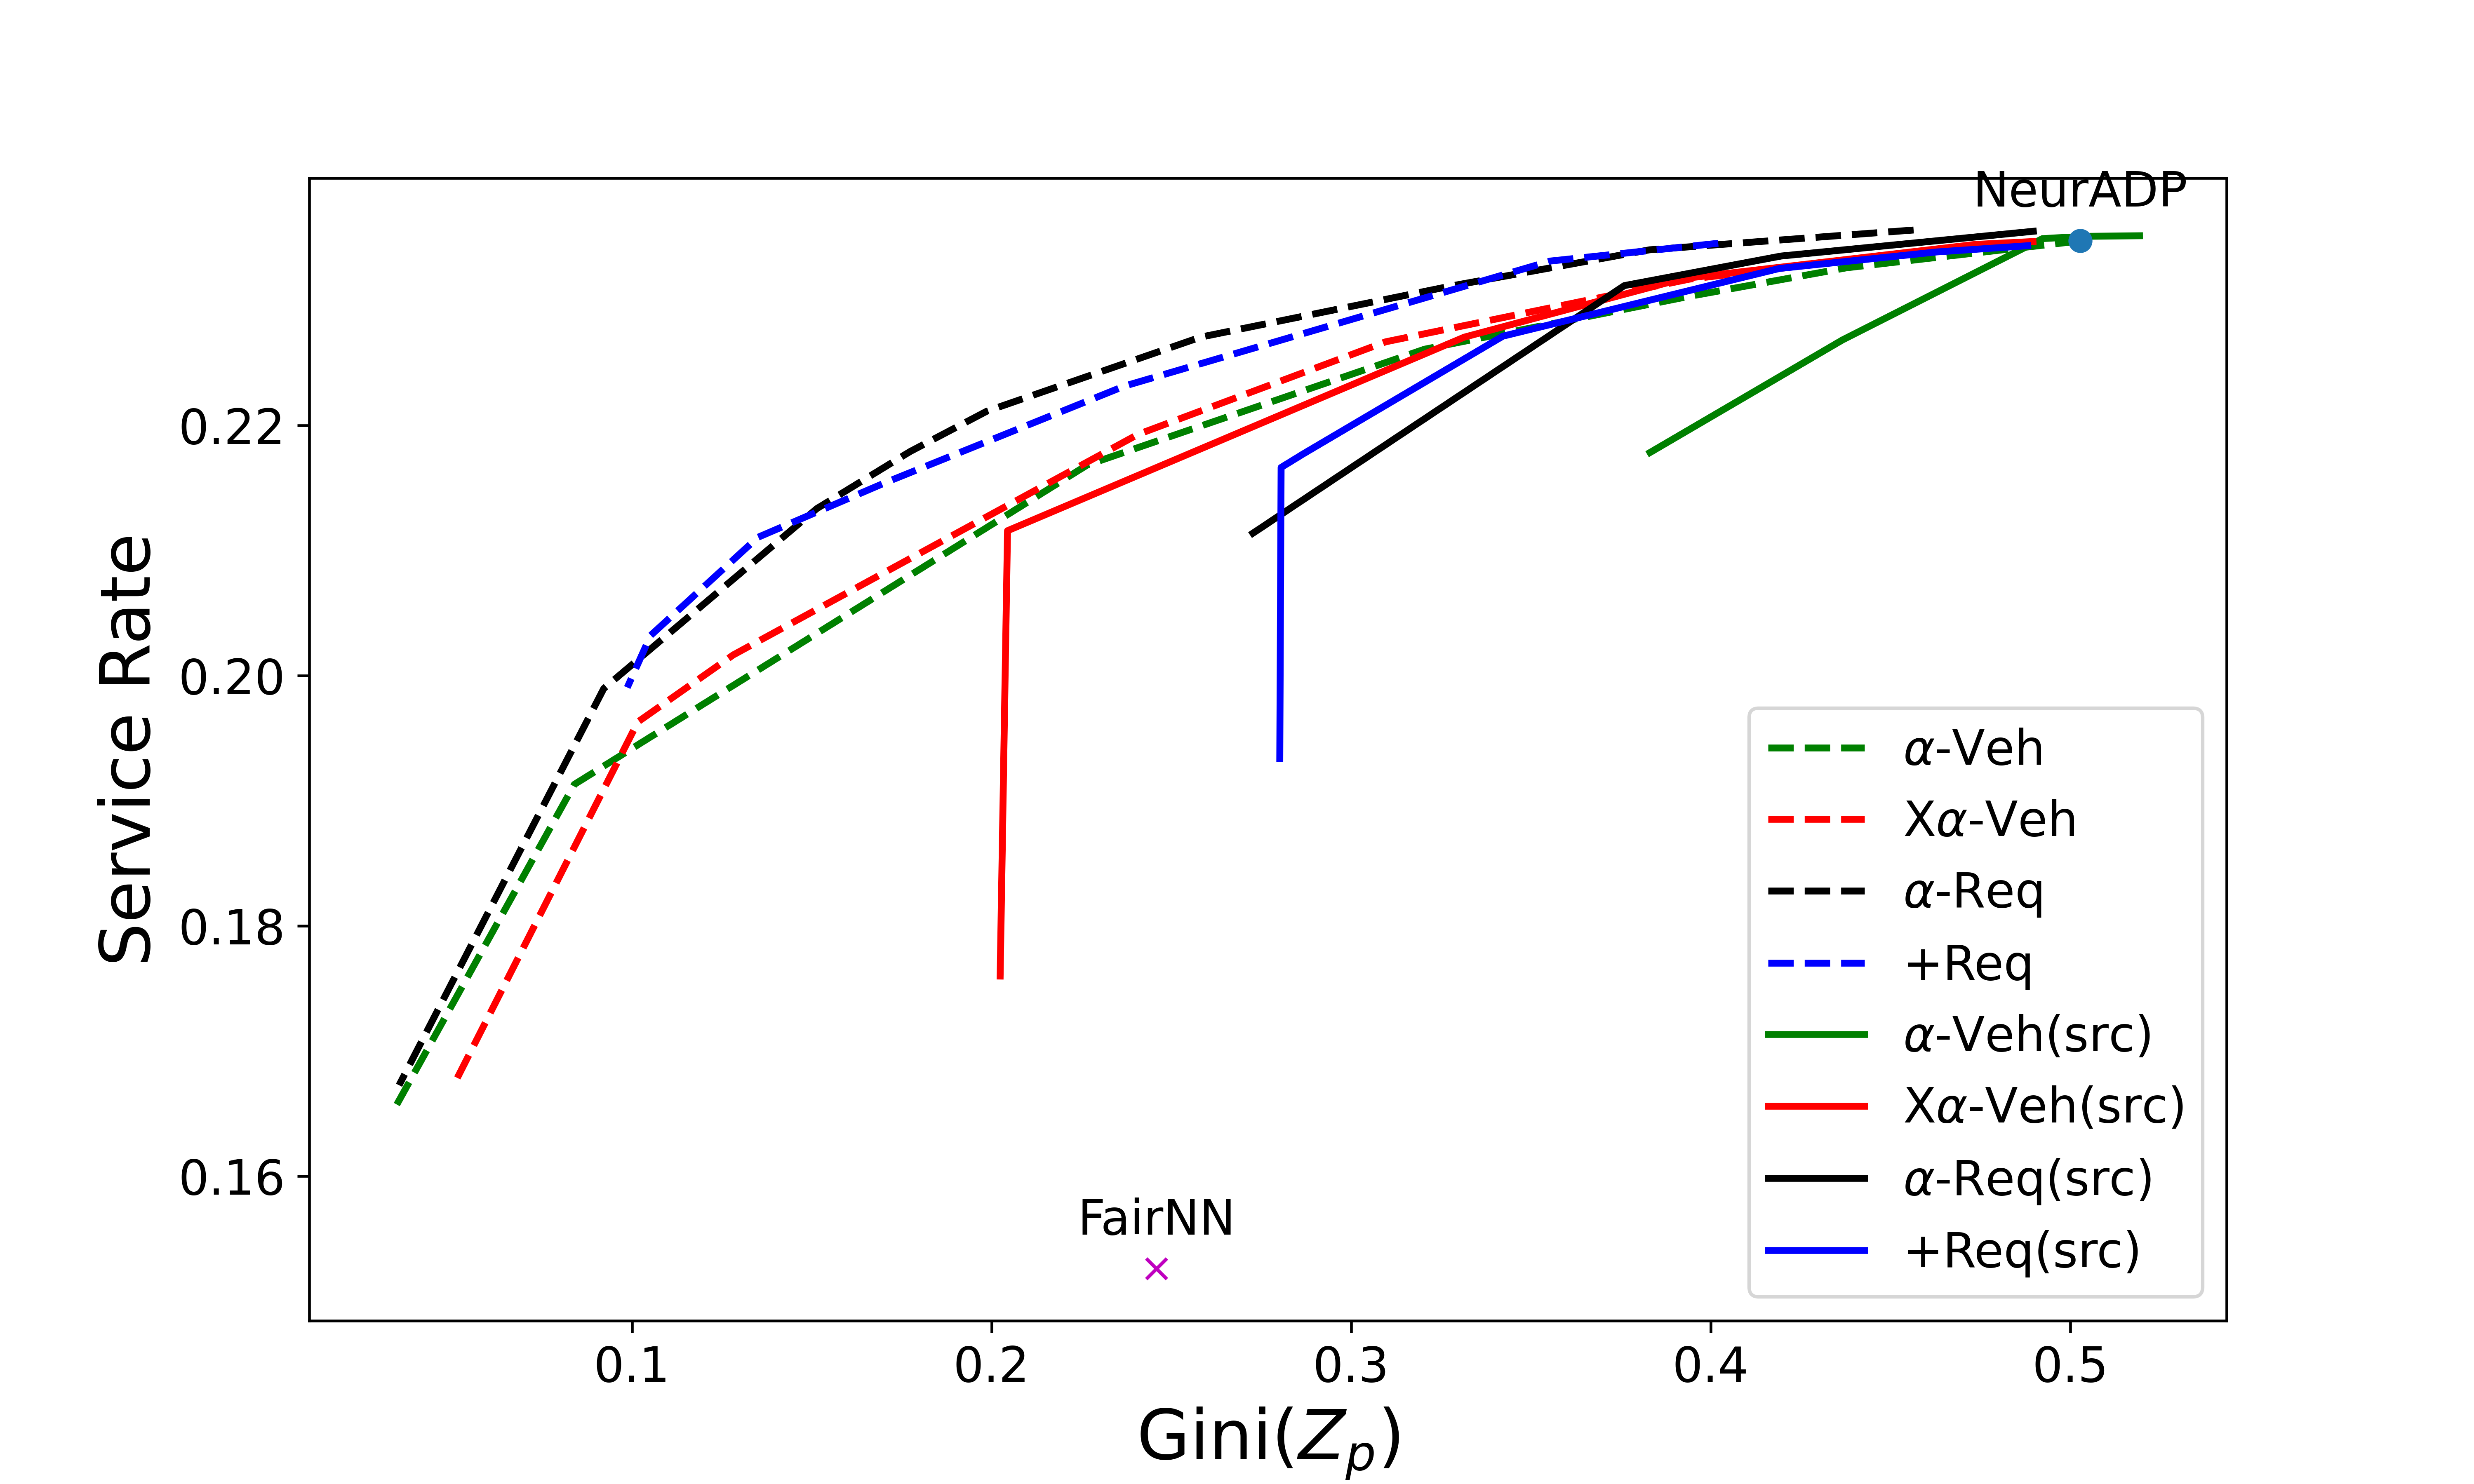 NeurADP
Service Rate
0.22
0.20
0.18
0.16
FairNN
α-Veh
Xα-Veh
α-Req
+Req
α-Veh(src)
Xα-Veh(src)
α-Req(src)
+Req(src)
0.1 0.2 0.3 0.4 0.5
Gini(Zp)